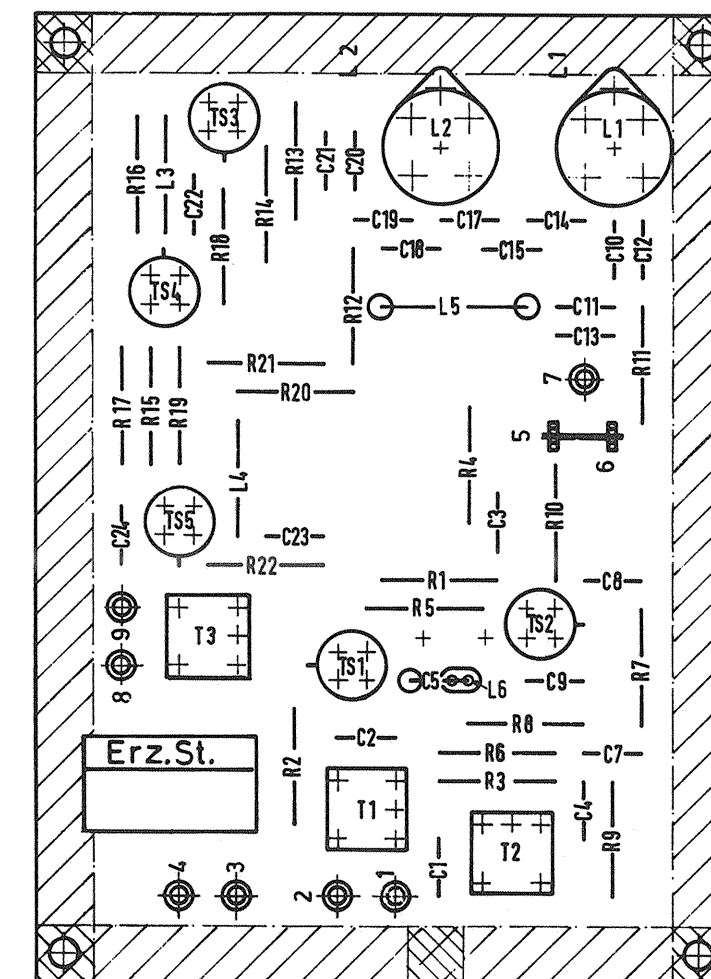 L2
L1
TS3
L2
L1
R16
L3
R13
C21
C20
C22
R14
R18
C19
C17
C14
C18
C15
C10
C12
TS4
R12
L5
C11
C13
R11
R21
R20
7
R17
R15
R19
5
6
R4
L4
C3
R10
C24
TS5
C23
R22
R1
C8
R5
9
T3
TS2
TS1
8
C5
L6
C9
R7
R8
C2
R2
Erz.St.
R6
C7
R3
T1
C4
T2
R9
C1
4
3
2
1